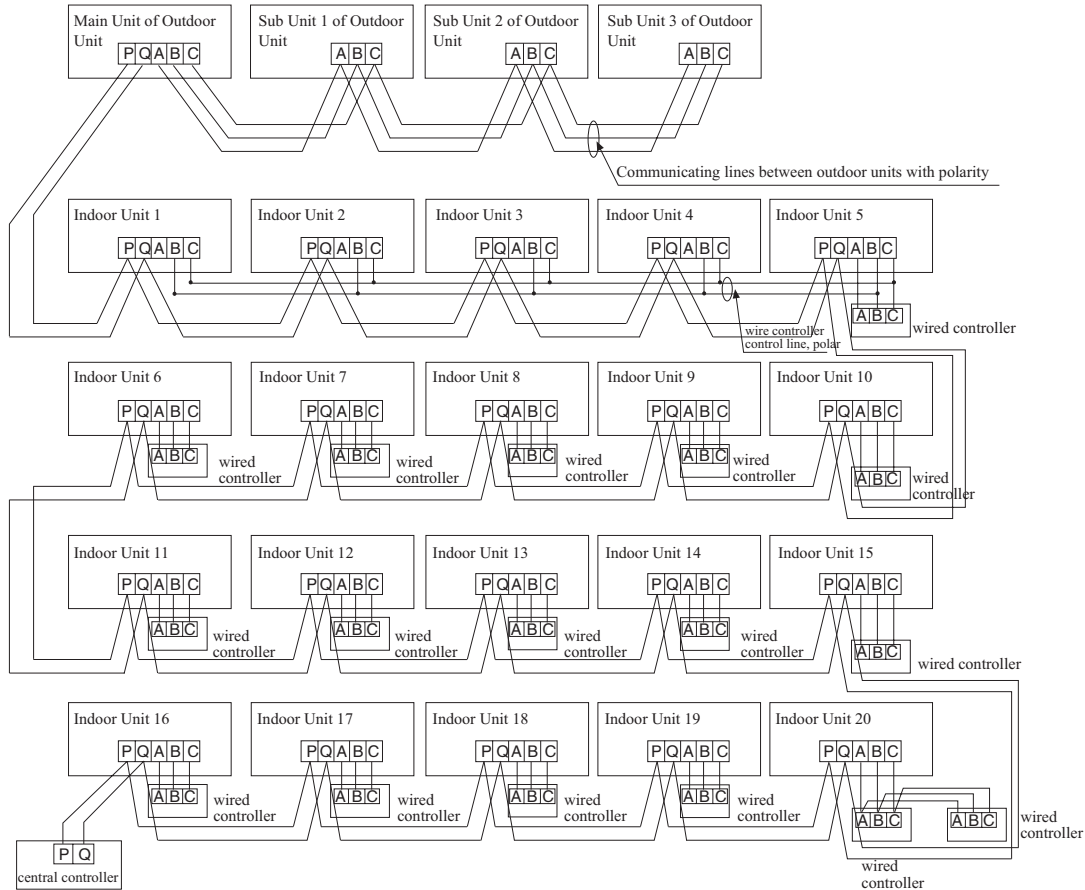 Main Unit of Outdoor
Unit
P Q A B C
Sub Unit 1 of Outdoor
Unit
A B C
Sub Unit 2 of Outdoor
Unit
A B C
Sub Unit 3 of Outdoor
Unit
A B C
Communicating lines between outdoor units with polarity
Indoor Unit 1
P Q A B C
Indoor Unit 2
P Q A B C
Indoor Unit 3
P Q A B C
Indoor Unit 4
P Q A B C
Indoor Unit 5
P Q A B C
A B C
wired controller
wire controller
control line, polar
Indoor Unit 6
P Q A B C
A B C
wired
controller
Indoor Unit 7
P Q A B C
A B C
wired
controller
Indoor Unit 8
P Q A B C
A B C
wired
controller
Indoor Unit 9
P Q A B C
A B C
wired
controller
Indoor Unit 10
P Q A B C
A B C
wired
controller
Indoor Unit 11
P Q A B C
A B C
wired
controller
Indoor Unit 12
P Q A B C
A B C
wired
controller
Indoor Unit 13
P Q A B C
A B C
wired
controller
Indoor Unit 14
P Q A B C
A B C
wired
controller
Indoor Unit 15
P Q A B C
A B C
wired controller
Indoor Unit 16
P Q A B C
A B C
wired
controller
Indoor Unit 17
P Q A B C
A B C
wired
controller
Indoor Unit 18
P Q A B C
A B C
wired
controller
Indoor Unit 19
P Q A B C
A B C
wired
controller
Indoor Unit 20
P Q A B C
A B C
wired
controller
A B C
wired
controller
P Q
central controller